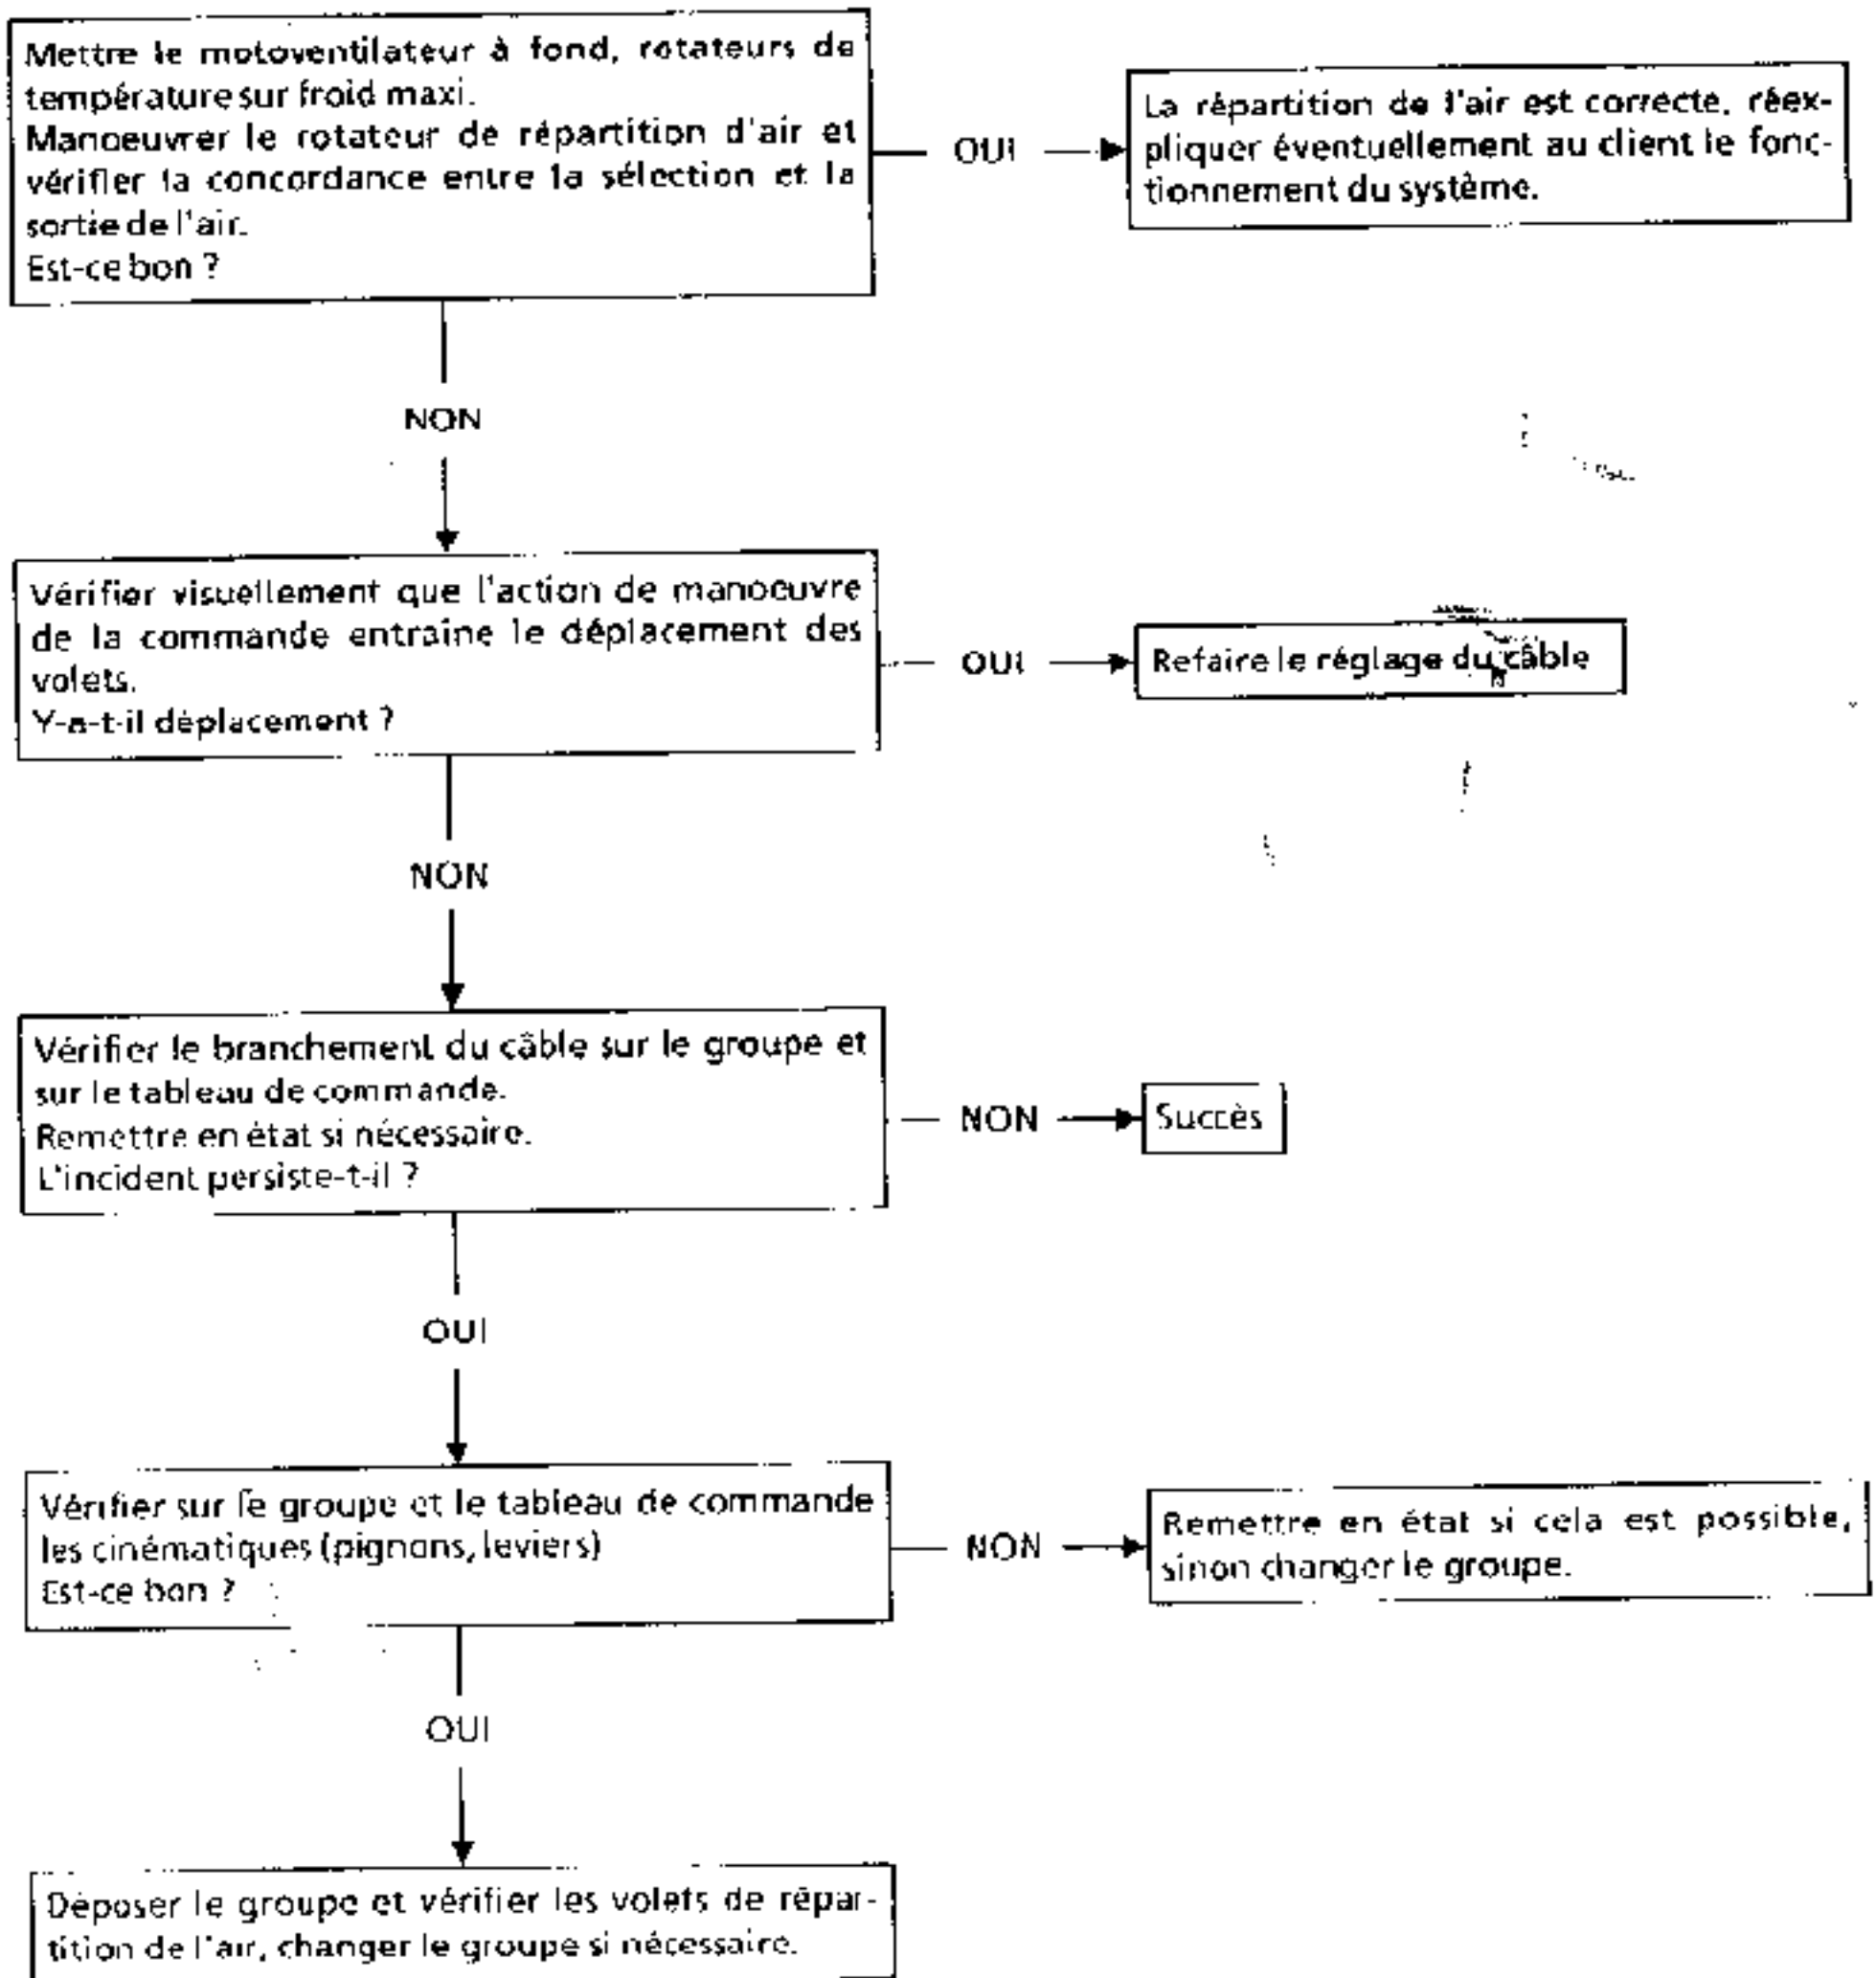 Mettre le motoventilateur à fond, rotateurs de
température sur froid maxi.
Manoeuvrer le rotateur de répartition d'air et
vérifier la concordance entre la sélection et la
sortie de l'air.
Est-ce bon ?
OUI
La répartition de l'air est correcte, réex-
pliquer éventuellement au client le fonc-
tionnement du système.
NON
Vérifier visuellement que l'action de manoeuvre
de la commande entraine le déplacement des
volets.
Y-a-t-il déplacement ?
OUI
Refaire le réglage du câble
NON
Vérifier le branchement du câble sur le groupe et
sur le tableau de commande.
Remettre en état si nécessaire.
L'incident persiste-t-il ?
NON
Succès
OUI
Vérifier sur le groupe et le tableau de commande
les cinématiques (pignons, leviers)
Est-ce bon ?
NON
Remettre en état si cela est possible,
sinon changer le groupe.
OUI
Déposer le groupe et vérifier les volets de répar-
tition de l'air, changer le groupe si nécessaire.